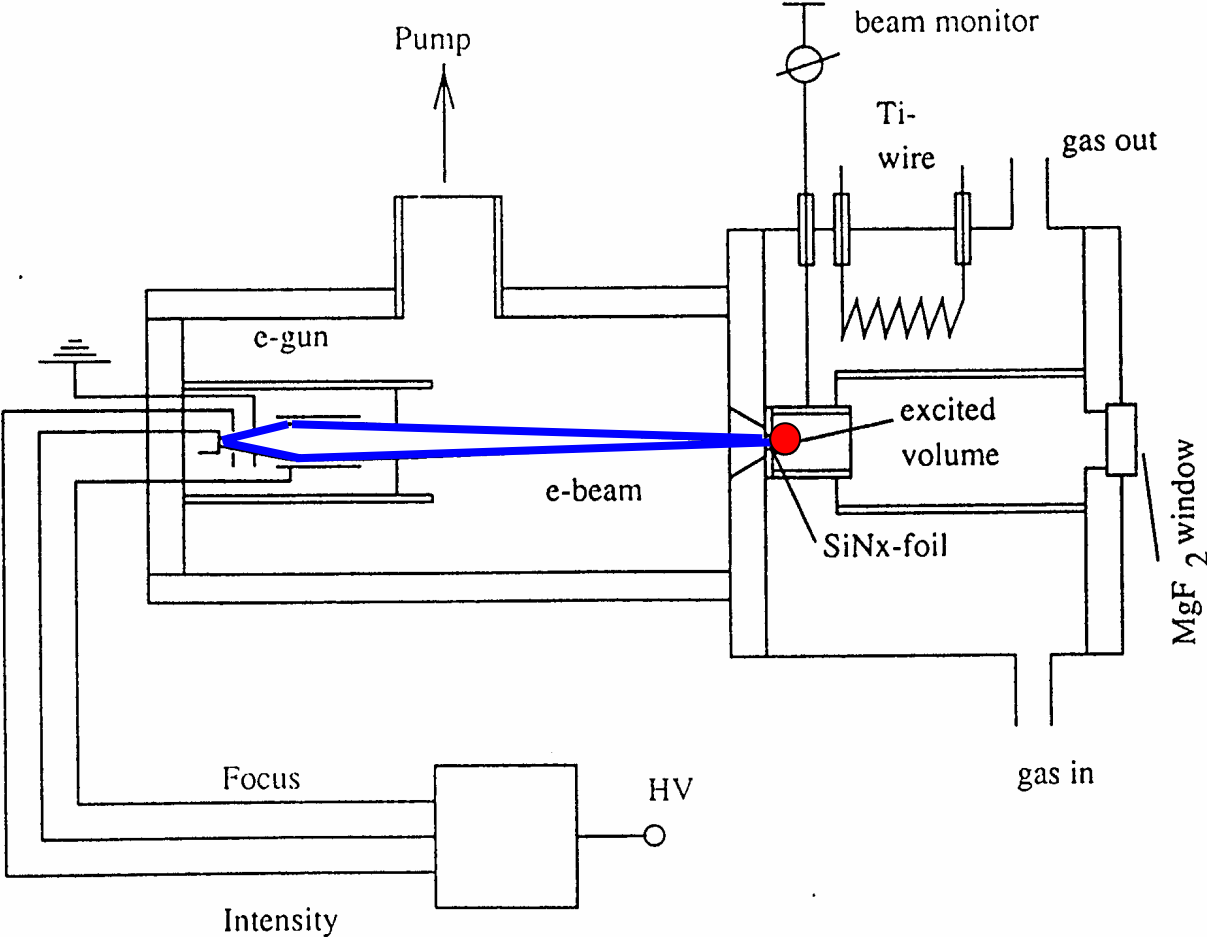 beam monitor
Pump
Ti-
wire
gas out
e-gun
excited
volume
e-beam
SiNx-foil
MgF2 window
Focus
HV
gas in
Intensity